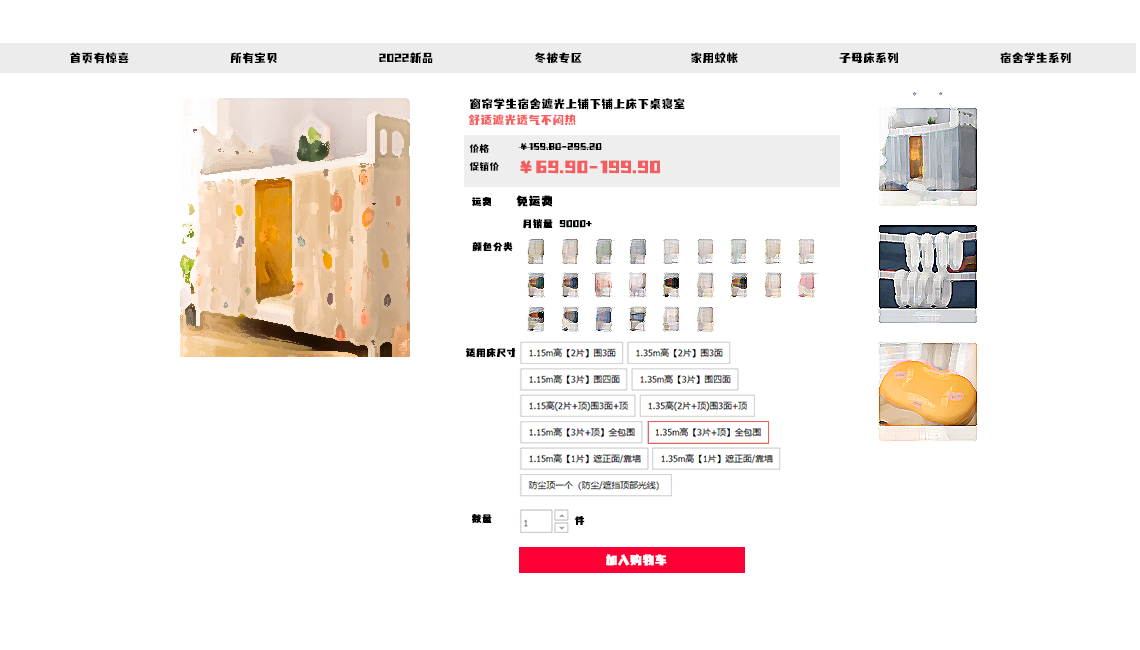 首页有惊喜 所有宝贝 2022新品 冬被专区 家用蚊帐 子母床系列 宿舍学生系列
窗帘学生宿舍遮光上铺下铺上床下桌寝室
舒适遮光透气不闷热
价格 ￥159.80-295.20
促销价 ￥69.90-199.90
运费 免运费
月销量 9000+
颜色分类
适用床尺寸
1.15m高【2片】围3面 1.35m高【2片】围3面
1.15m高【3片】围四面 1.35m高【3片】围四面
1.15高(2片+顶)围3面+顶 1.35高(2片+顶)围3面+顶
1.15m高【3片+顶】全包围 1.35m高【3片+顶】全包围
1.15m高【1片】遮正面/靠墙 1.35m高【1片】遮正面/靠墙
防尘顶一个（防尘/遮挡顶部光线）
数量 1 件
加入购物车